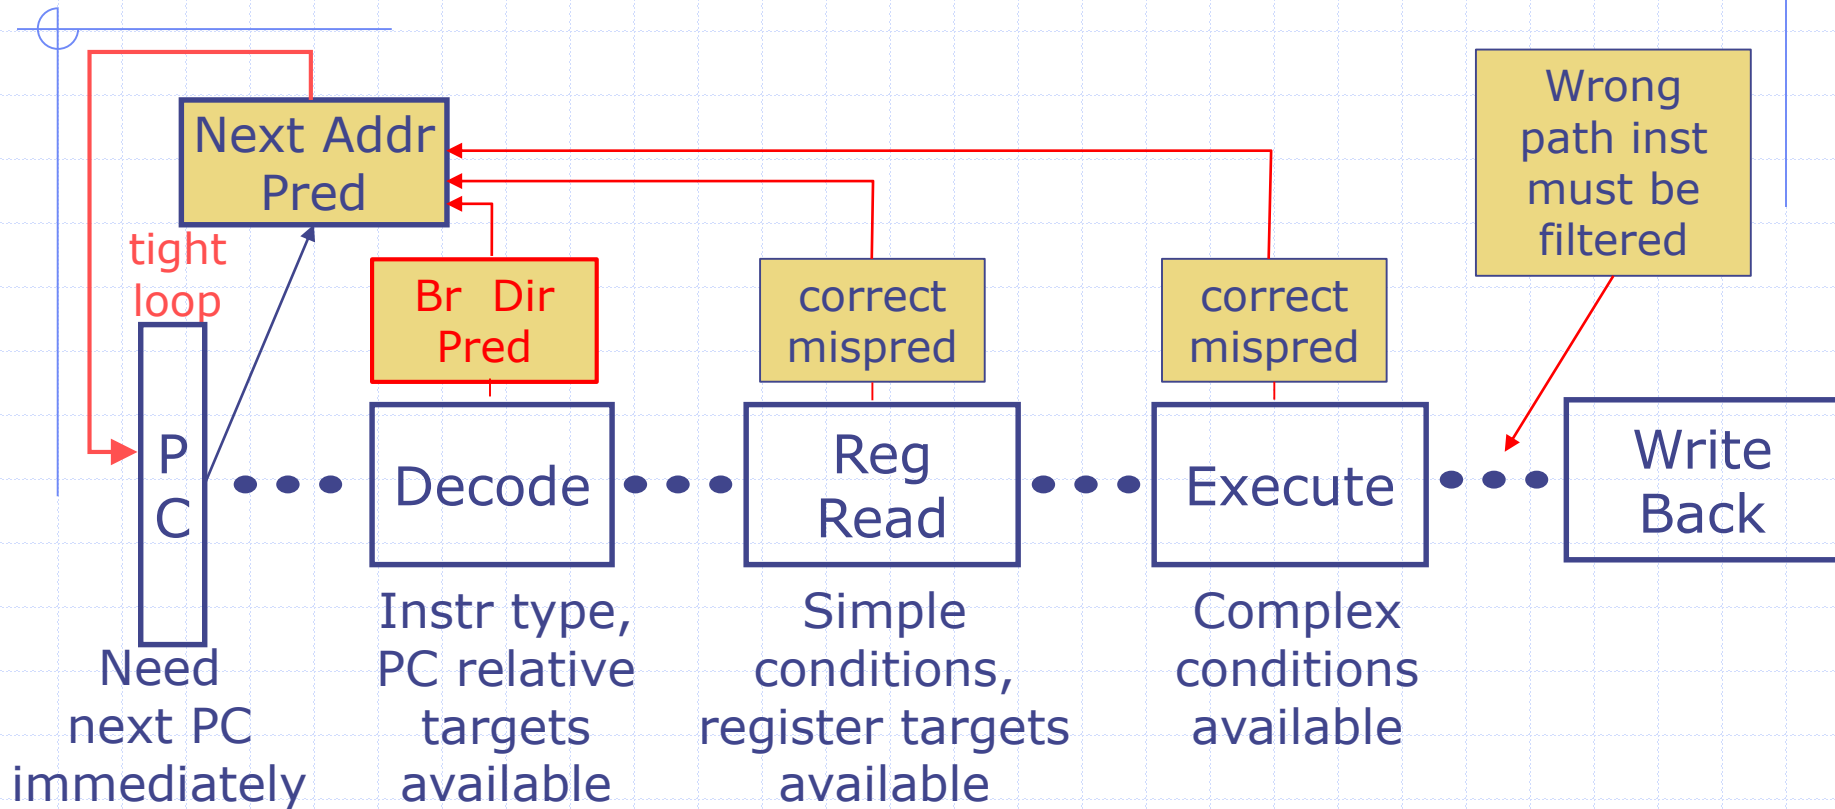 Next Addr
Pred
tight
loop
Br Dir
Pred
correct
mispred
correct
mispred
Wrong
path inst
must be
filtered
P
C
Decode
Reg
Read
Execute
Write
Back
Need
next PC
immediately
Instr type,
PC relative
targets
available
Simple
conditions,
register targets
available
Complex
conditions
available